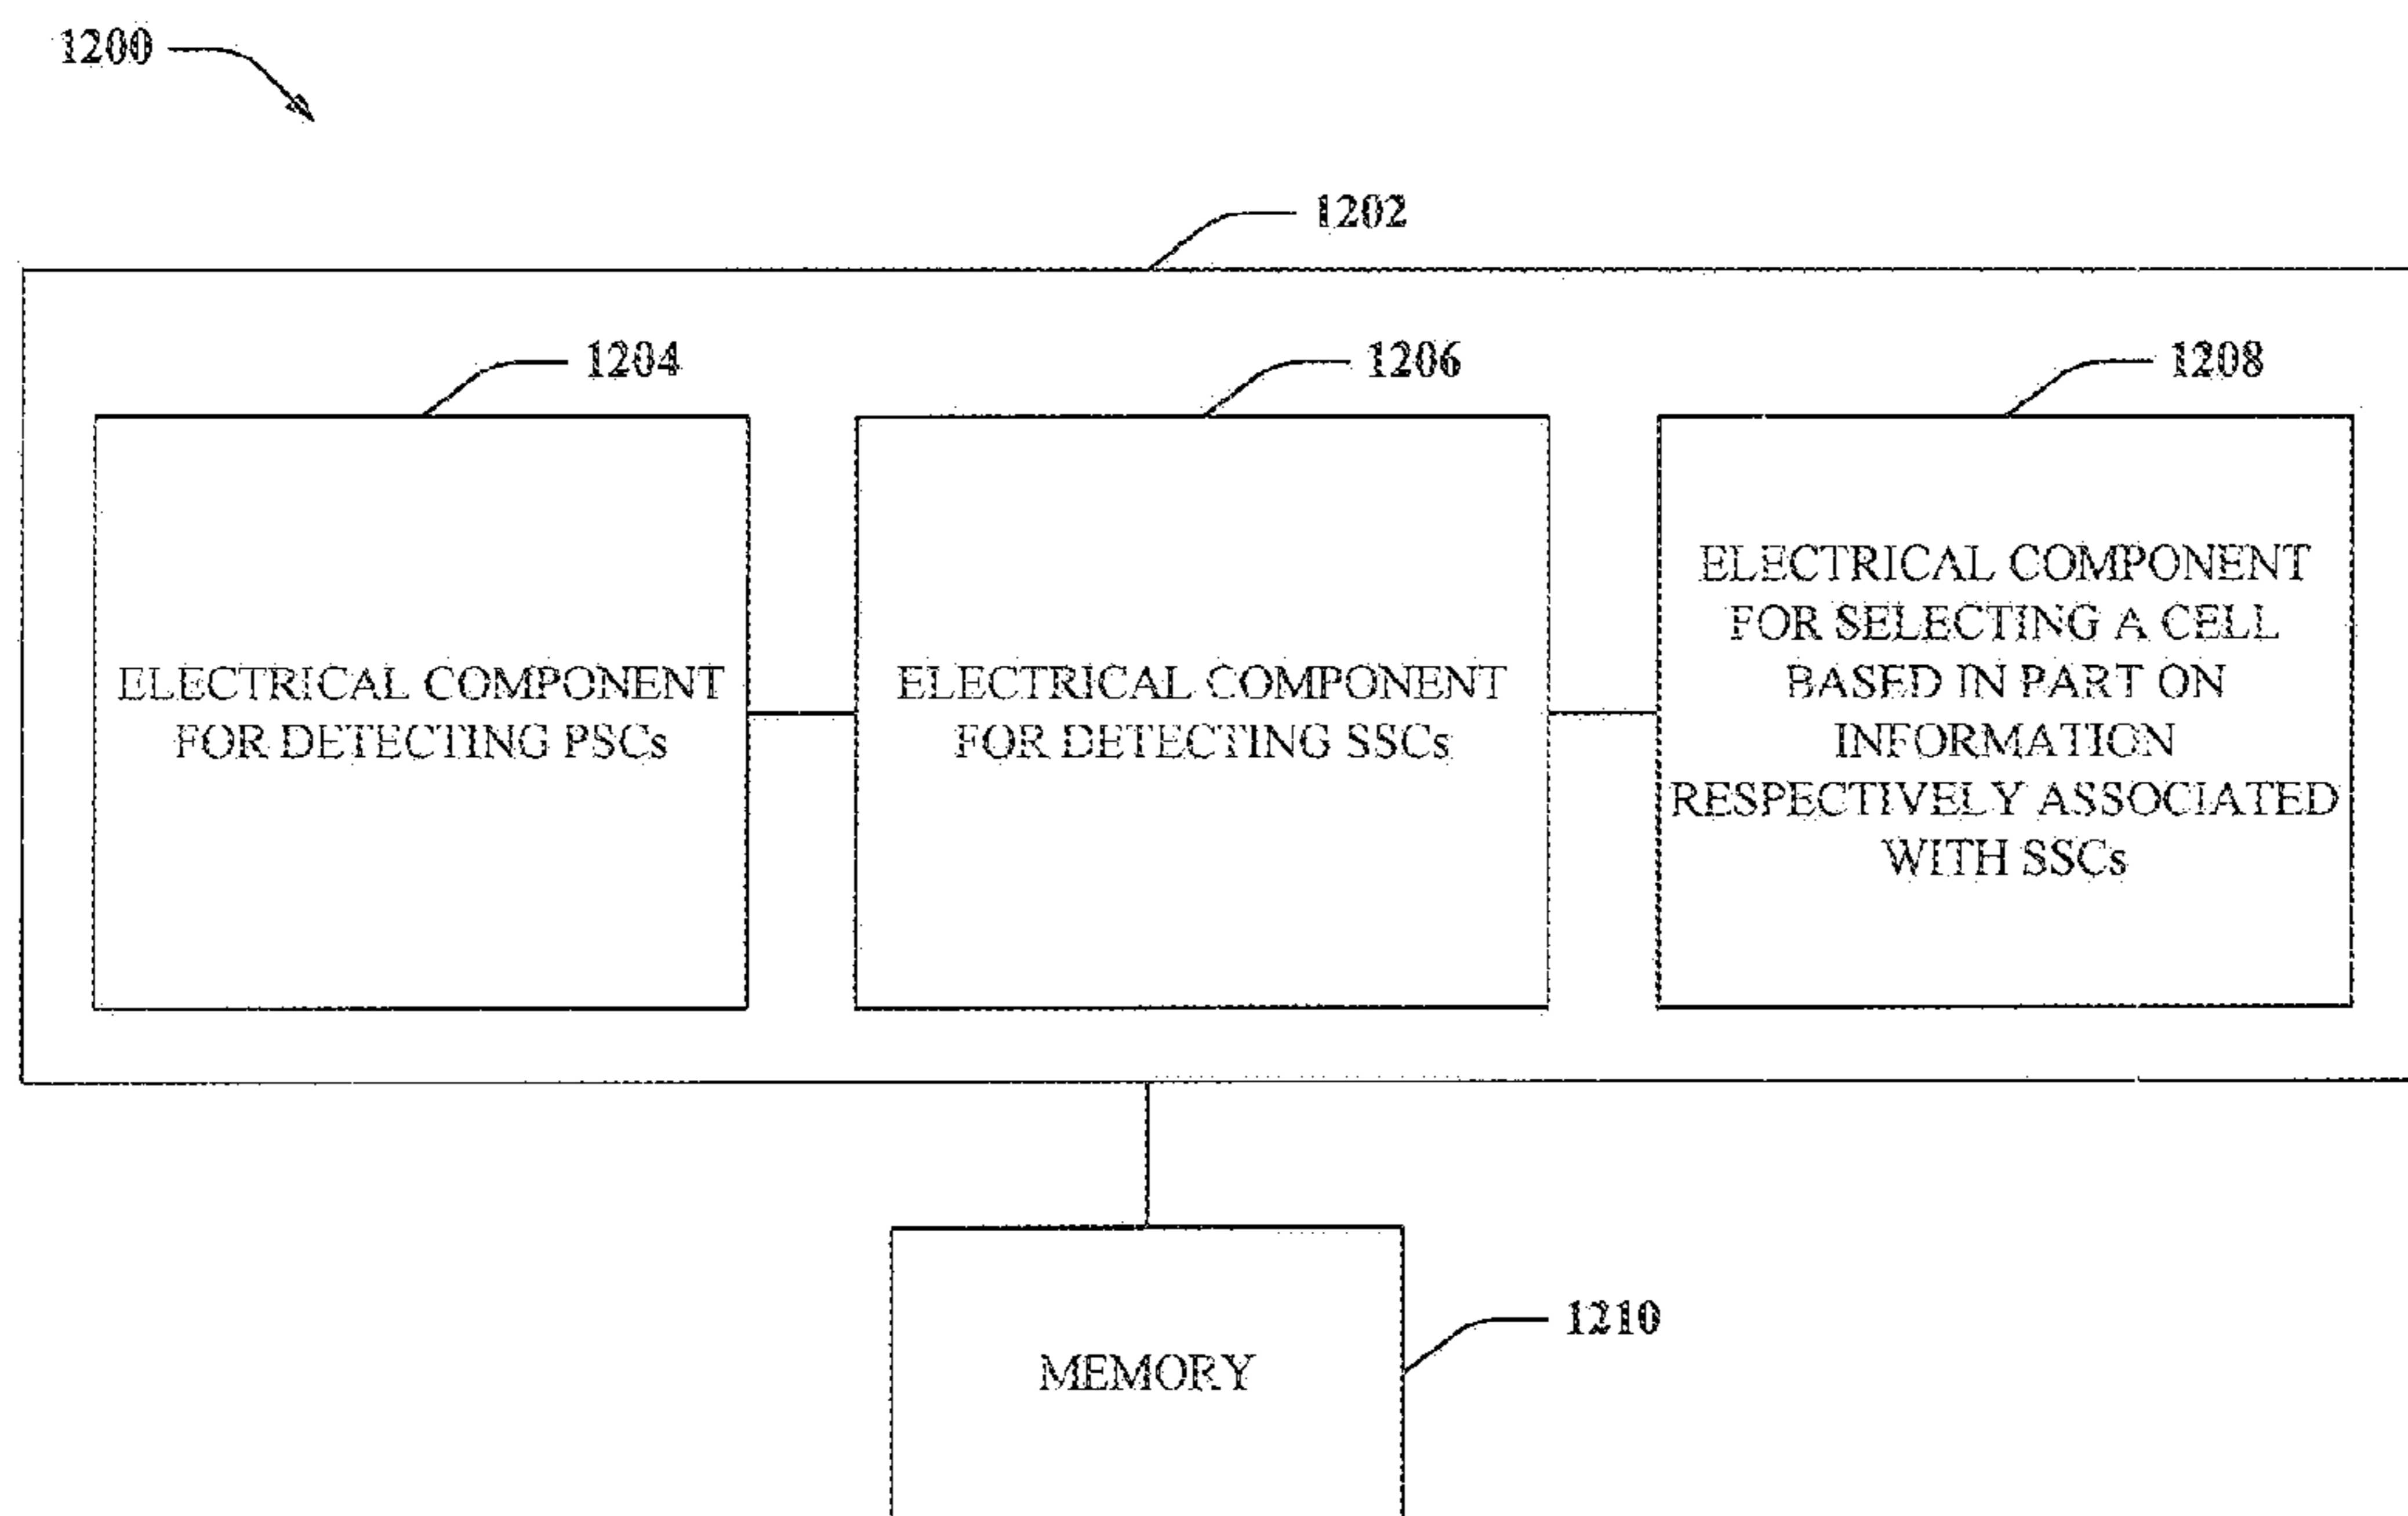 1200
1202
1204
1206
1208
ELECTRICAL COMPONENT
FOR DETECTING PSCs
ELECTRICAL COMPONENT
FOR DETECTING SSCs
ELECTRICAL COMPONENT
FOR SELECTING A CELL
BASED IN PART ON
INFORMATION
RESPECTIVELY ASSOCIATED
WITH SSCs
1210
MEMORY